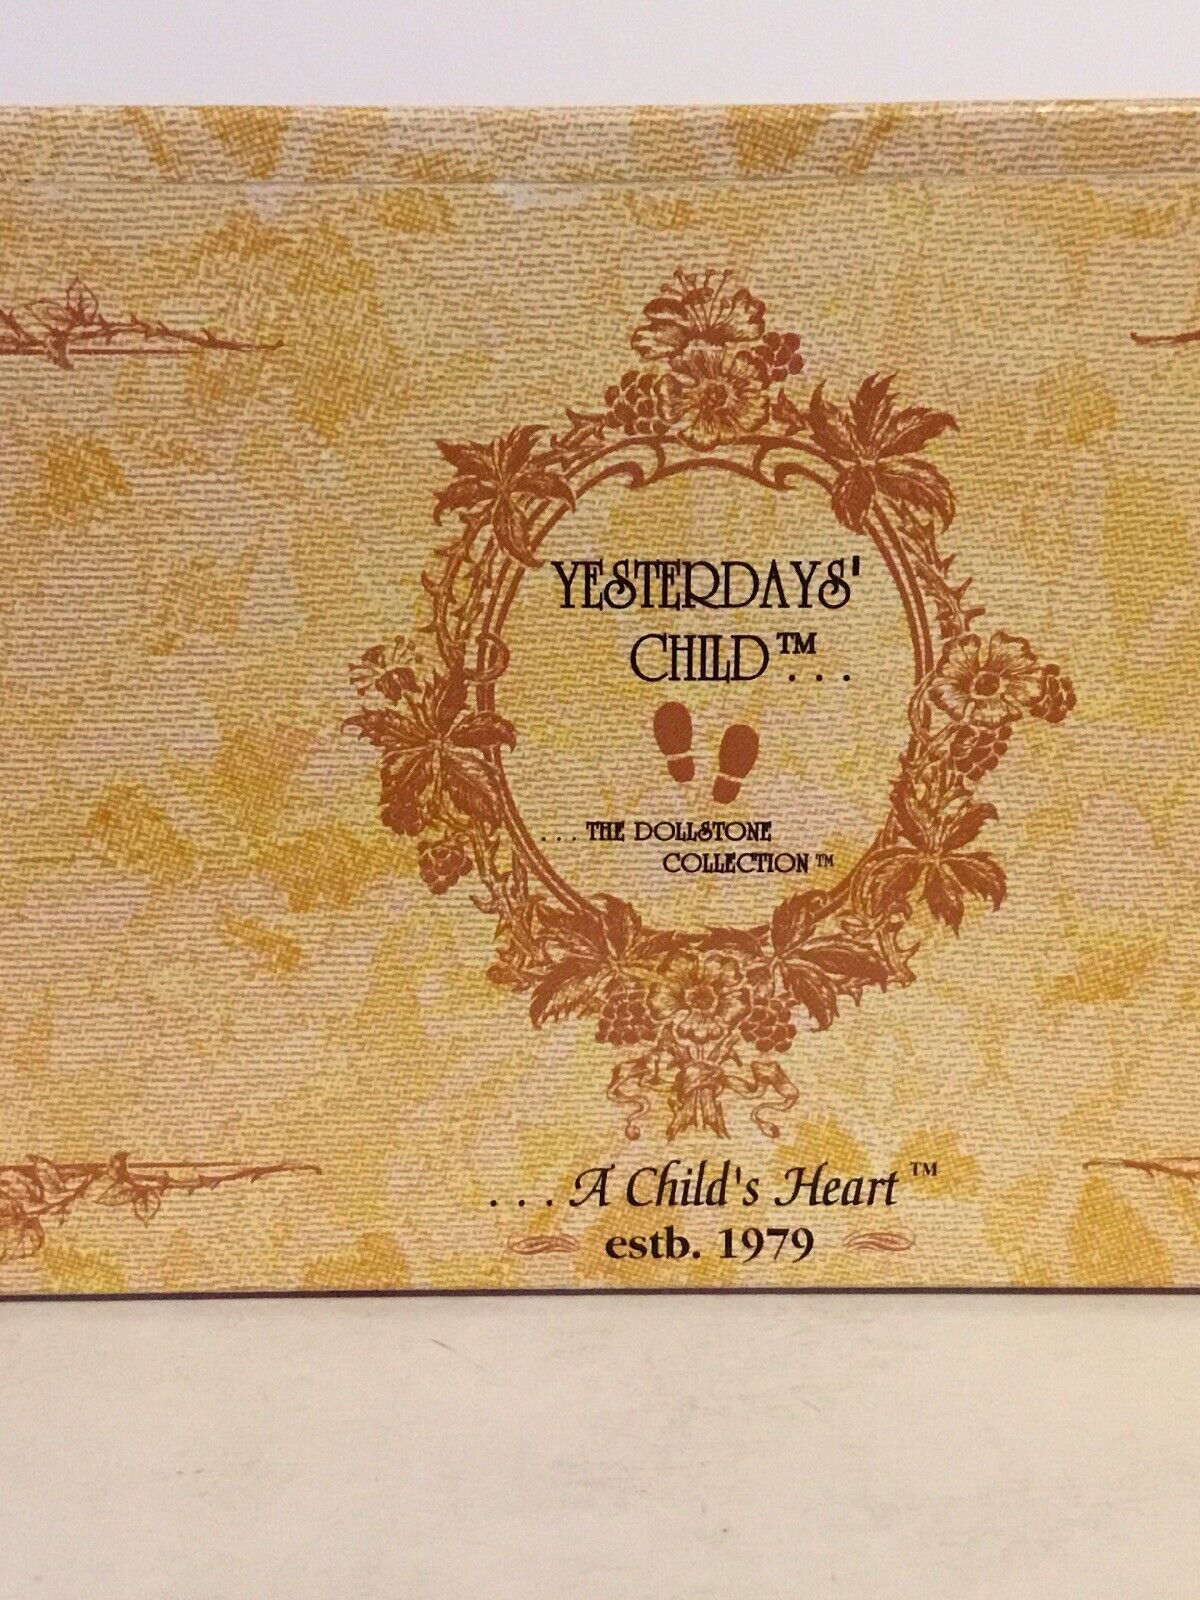 YESTERDAYS'
CHILD™...
...THE DOLLSTONE
COLLECTION™
....A Child's Heart™
estb. 1979